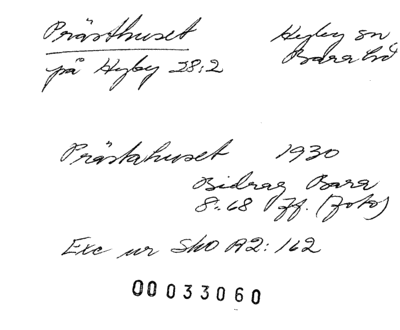 Prästhuset Hyby sn
på Hyby 28:2 Bara hd
Prästahuset 1930
Bidrag Bara
8:68 ff. (foto)
Exc ur SkO A2: 162
00033060